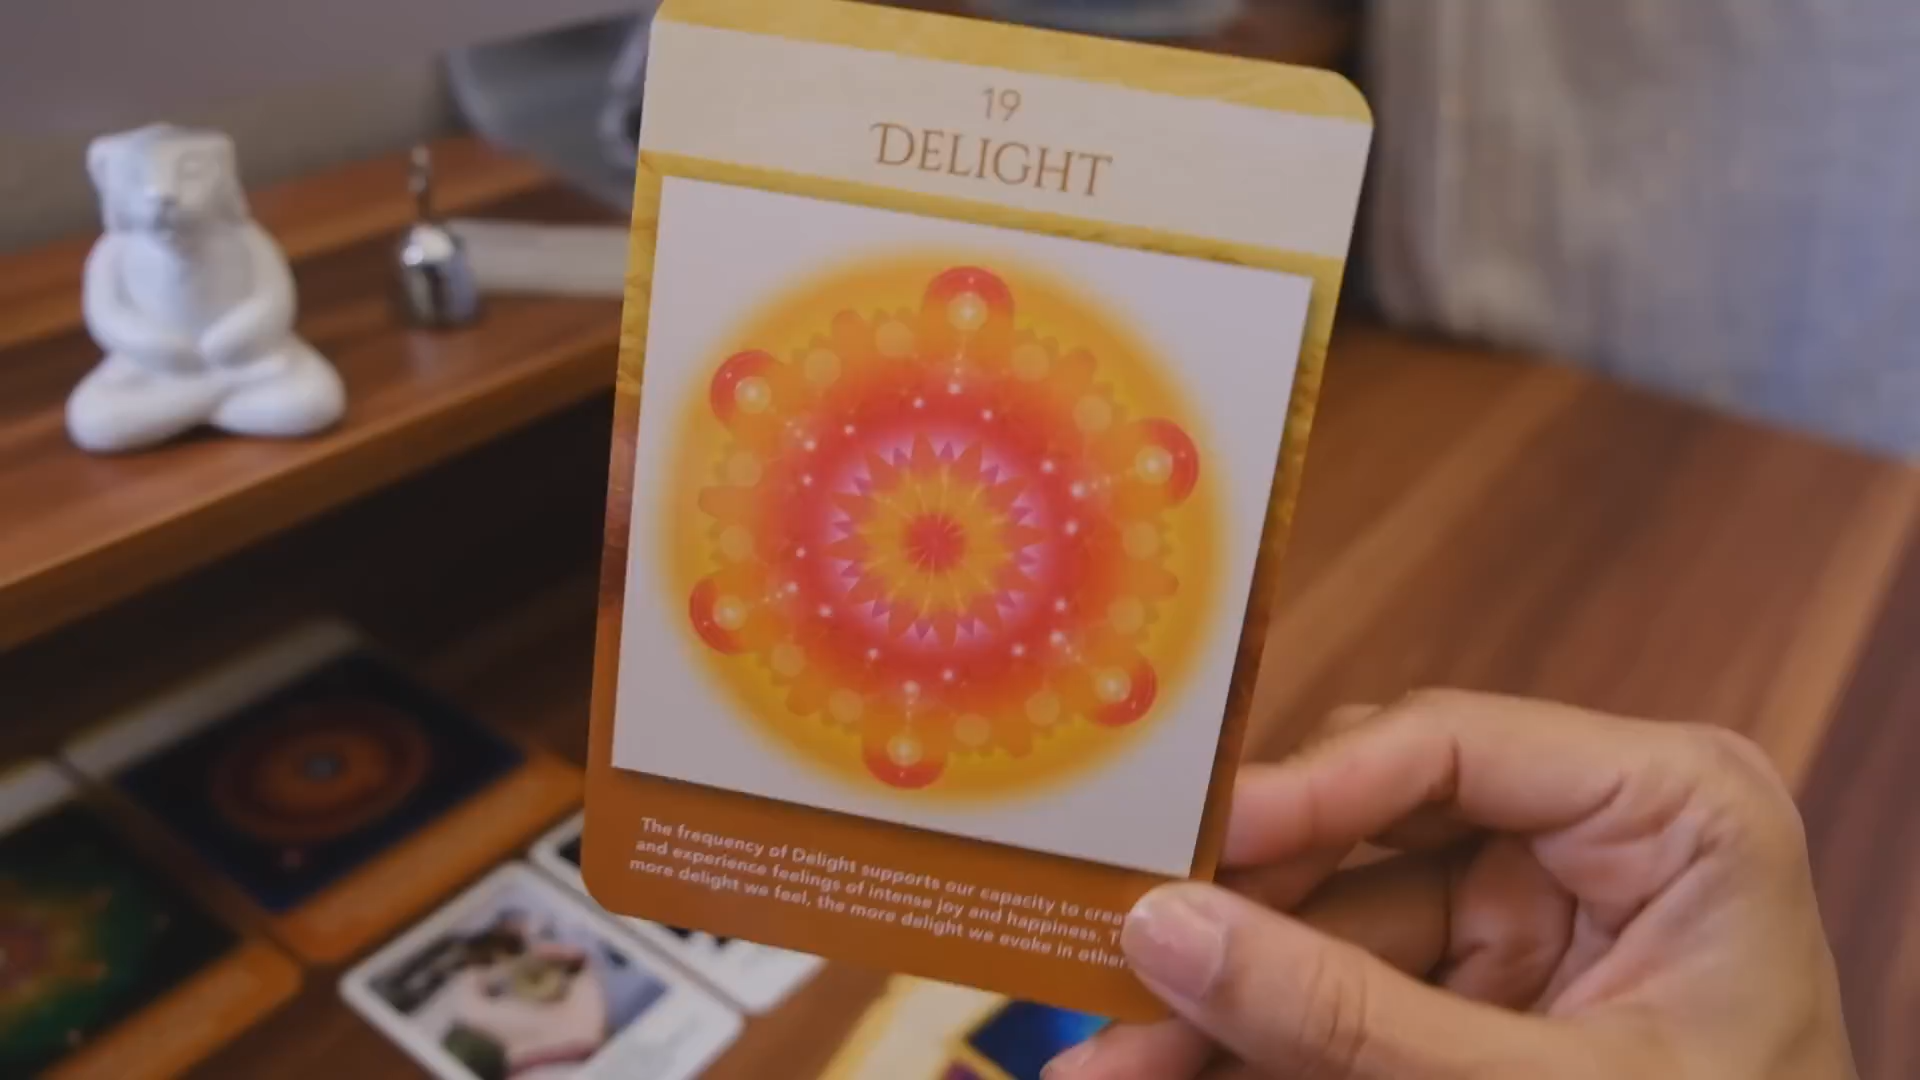 19
DELIGHT
The frequency of Delight supports our capacity to
and experience feelings of intense joy and happiness.
more delight we feel, the more delight we evoke in